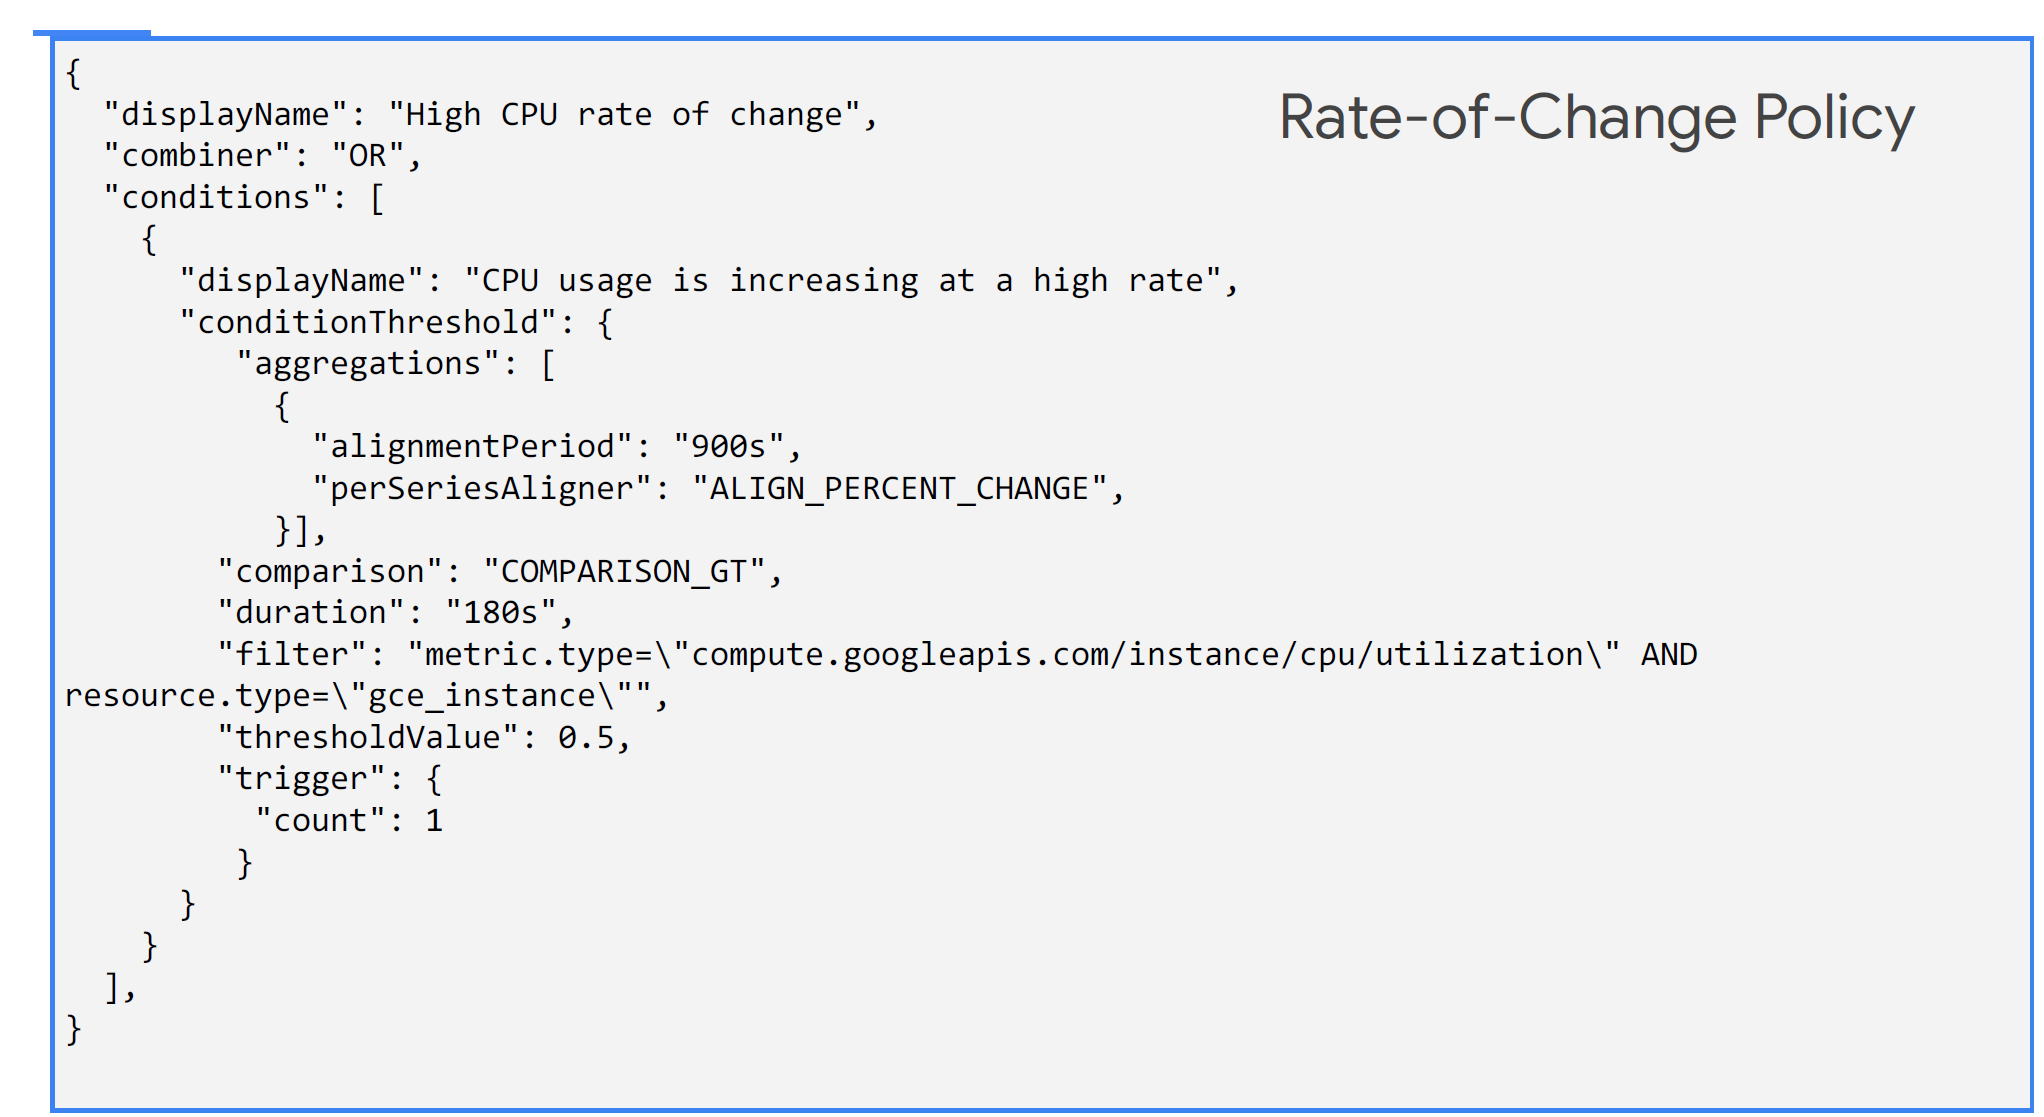 {
Rate-of-Change Policy
  "displayName": "High CPU rate of change",
  "combiner": "OR",
  "conditions": [
    {
      "displayName": "CPU usage is increasing at a high rate",
      "conditionThreshold": {
         "aggregations": [
           {
             "alignmentPeriod": "900s",
             "perSeriesAligner": "ALIGN_PERCENT_CHANGE",
           }],
        "comparison": "COMPARISON_GT",
        "duration": "180s",
        "filter": "metric.type=\"compute.googleapis.com/instance/cpu/utilization\" AND
resource.type=\"gce_instance\"",
        "thresholdValue": 0.5,
        "trigger": {
          "count": 1
         }
      }
    }
  ],
}